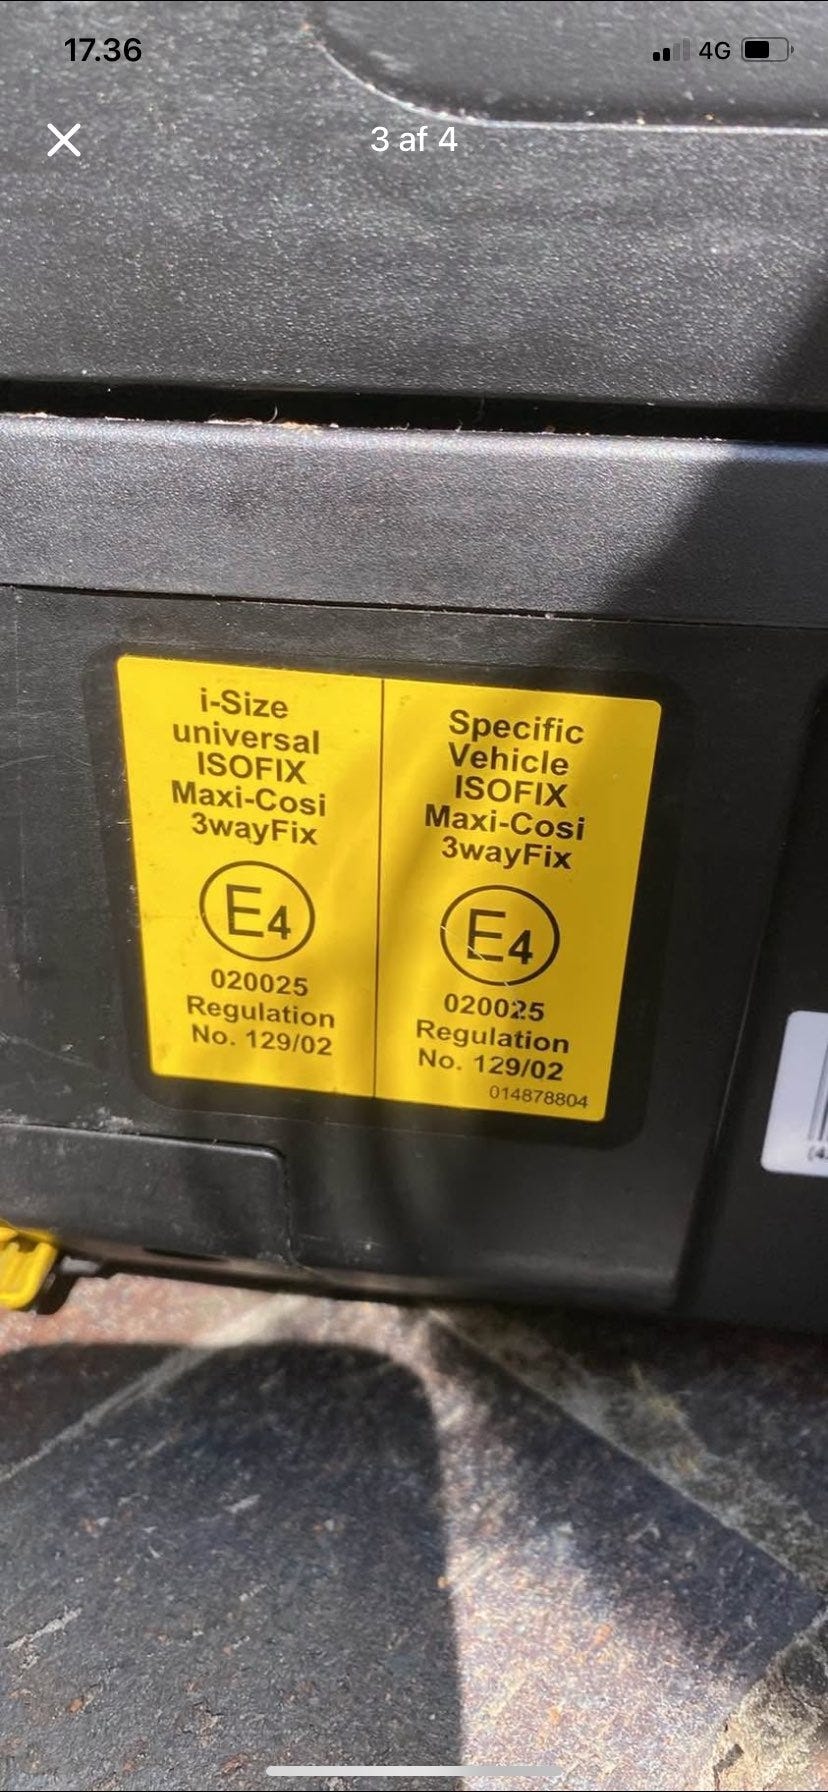 17.36
4G
3 af 4
i-Size
universal
ISOFIX
Maxi-Cosi
3wayFix
E4
020025
Regulation
No. 129/02
Specific
Vehicle
ISOFIX
Maxi-Cosi
3wayFix
E4
020025
Regulation
No. 129/02
014878804